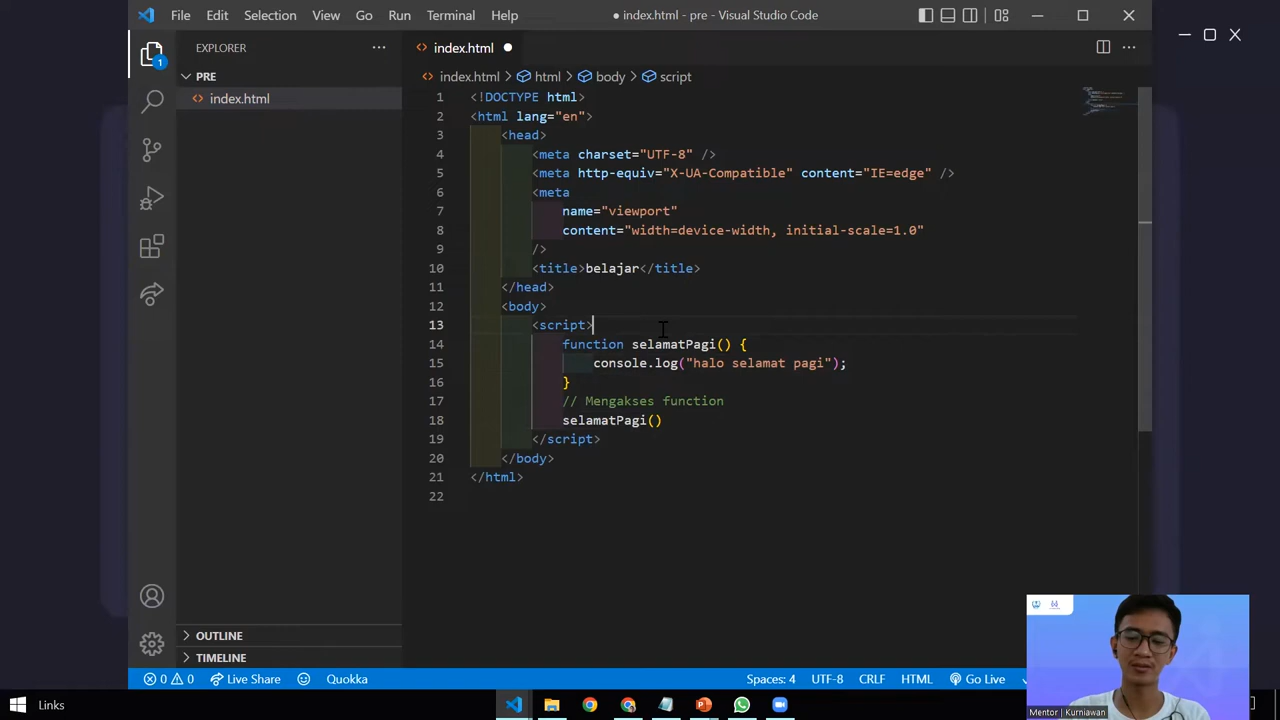 File Edit Selection View Go Run Terminal Help
● index.html - pre - Visual Studio Code
EXPLORER
index.html
PRE
index.html > html > body > script
index.html
1 <!DOCTYPE html>
2 <html lang="en">
3 <head>
4 <meta charset="UTF-8" />
5 <meta http-equiv="X-UA-Compatible" content="IE=edge" />
6 <meta
7 name="viewport"
8 content="width=device-width, initial-scale=1.0"
9 />
10 <title>belajar</title>
11 </head>
12 <body>
13 <script>
14 function selamatPagi() {
15 console.log("halo selamat pagi");
16 }
17 // Mengakses function
18 selamatPagi()
19 </script>
20 </body>
21 </html>
22
1
OUTLINE
TIMELINE
0 0 Live Share Quokka
Spaces: 4 UTF-8 CRLF HTML Go Live
Mentor | Kurniawan
Links